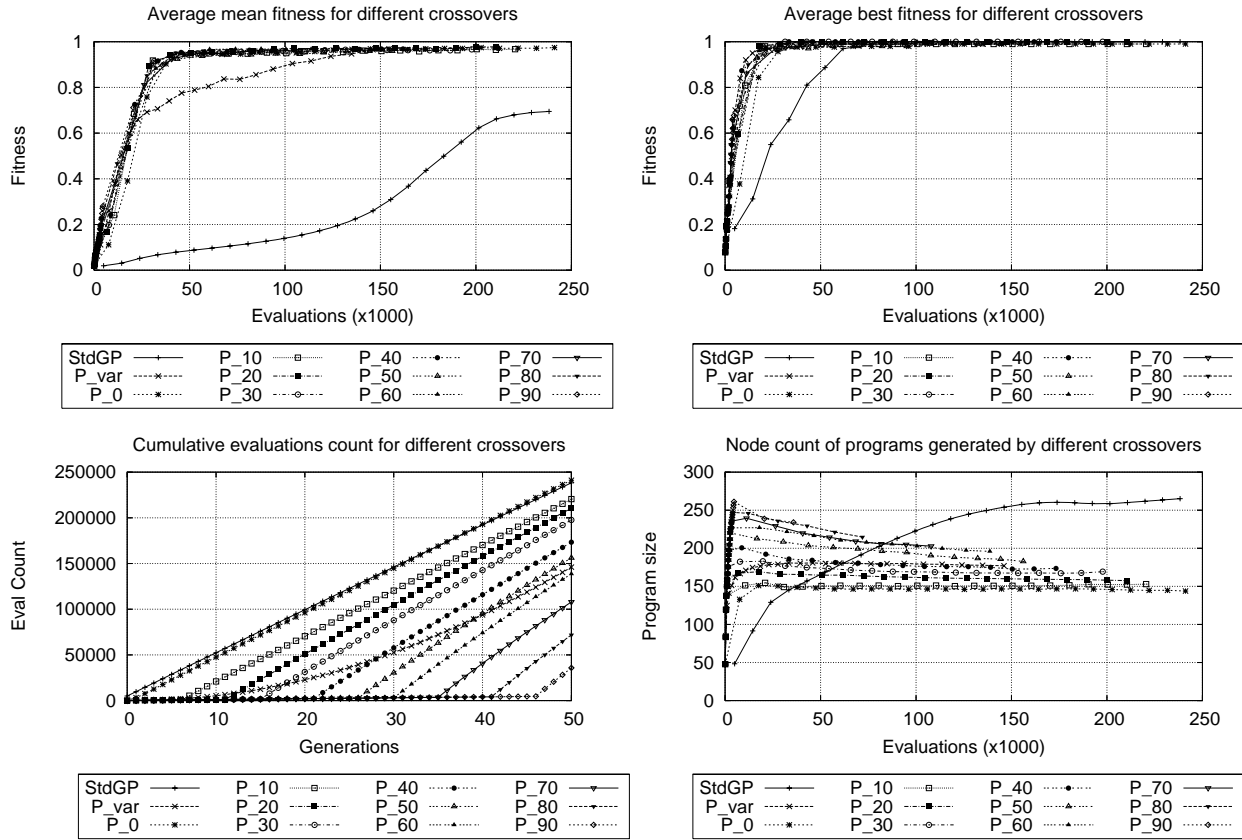 Average mean fitness for different crossovers
1
0.8
0.6
0.4
0.2
0
Fitness
0 50 100 150 200 250
Evaluations (x1000)
StdGP P_10 P_40 P_70
P_var P_20 P_50 P_80
P_0 P_30 P_60 P_90
Average best fitness for different crossovers
1
0.8
0.6
0.4
0.2
0
Fitness
0 50 100 150 200 250
Evaluations (x1000)
StdGP P_10 P_40 P_70
P_var P_20 P_50 P_80
P_0 P_30 P_60 P_90
Cumulative evaluations count for different crossovers
250000
200000
150000
100000
50000
0
Eval Count
0 10 20 30 40 50
Generations
StdGP P_10 P_40 P_70
P_var P_20 P_50 P_80
P_0 P_30 P_60 P_90
Node count of programs generated by different crossovers
300
250
200
150
100
50
0
Program size
0 50 100 150 200 250
Evaluations (x1000)
StdGP P_10 P_40 P_70
P_var P_20 P_50 P_80
P_0 P_30 P_60 P_90